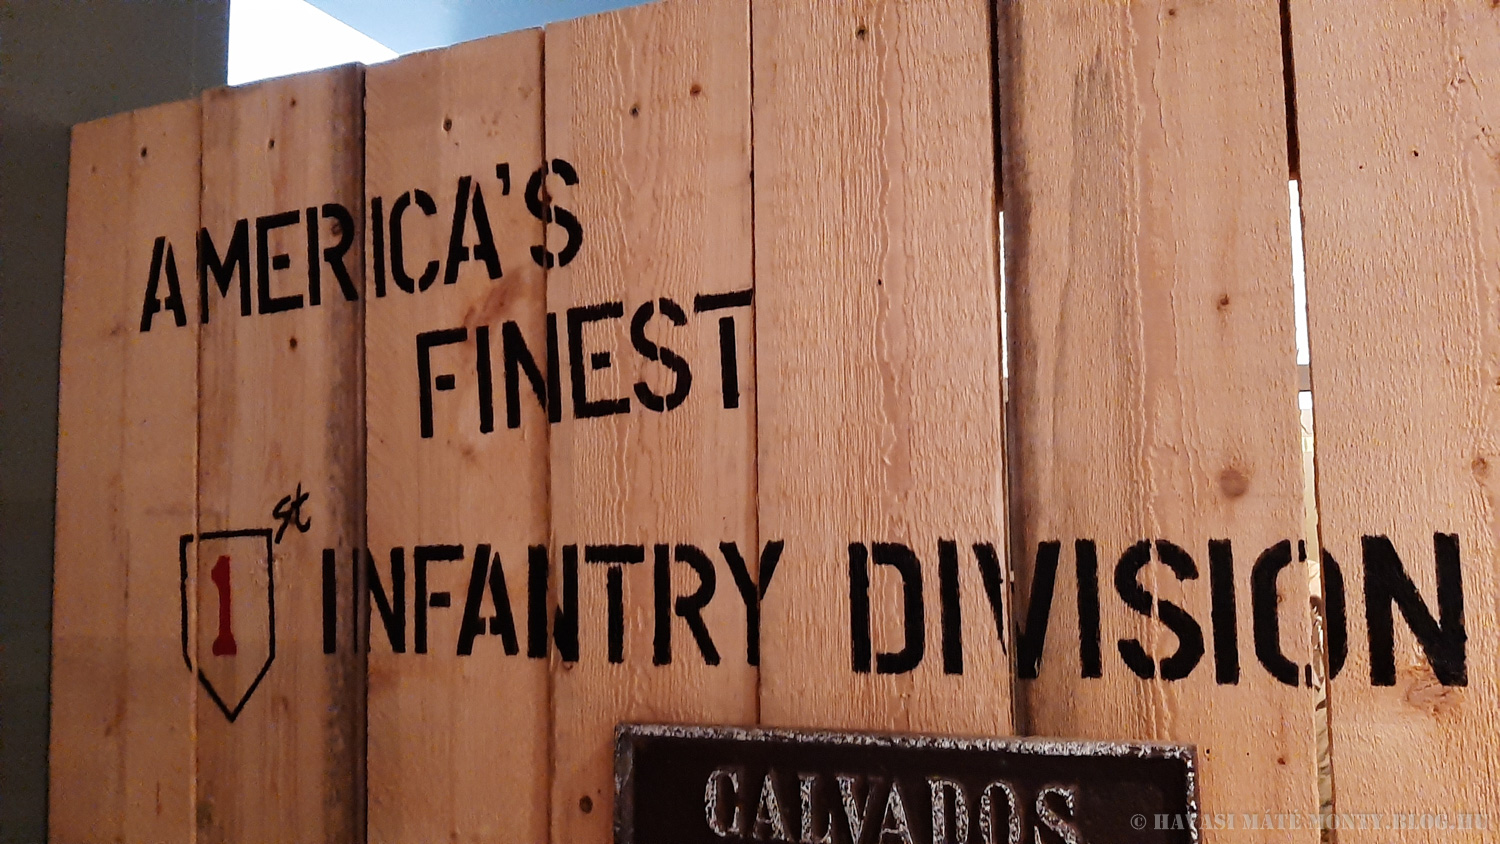 AMERICA'S
FINEST
1st INFANTRY DIVISION
CALVADOS
© HAVASI MÁTÉ MONTY.BLOG.HU